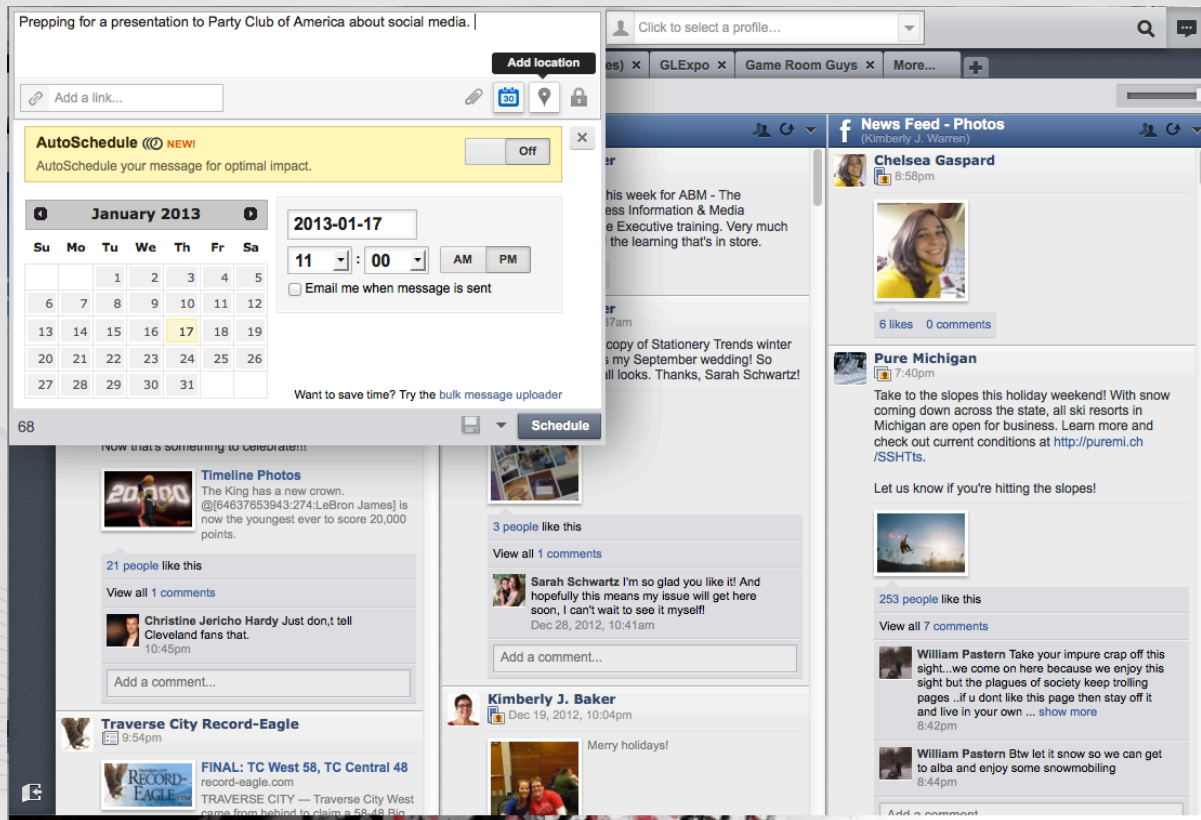 Prepping for a presentation to Party Club of America about social media.
Click to select a profile...
Add location
Add a link...
30
es) × GLExpo × Game Room Guys × More...
AutoSchedule NEW!
AutoSchedule your message for optimal impact.
Off
January 2013
Su Mo Tu We Th Fr Sa
1 2 3 4 5
6 7 8 9 10 11 12
13 14 15 16 17 18 19
20 21 22 23 24 25 26
27 28 29 30 31
2013-01-17
11 : 00 AM PM
Email me when message is sent
Want to save time? Try the bulk message uploader
68
Schedule
Now that's something to celebrate!!!
Timeline Photos
The King has a new crown.
@[64637653943:274:LeBron James] is
now the youngest ever to score 20,000
points.
20,000
21 people like this
View all 1 comments
Christine Jericho Hardy Just don,t tell
Cleveland fans that.
10:45pm
Add a comment...
Traverse City Record-Eagle
9:54pm
RECORD-
EAGLE.com
FINAL: TC West 58, TC Central 48
record-eagle.com
TRAVERSE CITY — Traverse City West
came from behind to claim a 58-48 Big
er
his week for ABM - The
ess Information & Media
e Executive training. Very much
the learning that's in store.
er
37am
copy of Stationery Trends winter
s my September wedding! So
all looks. Thanks, Sarah Schwartz!
3 people like this
View all 1 comments
Sarah Schwartz I'm so glad you like it! And
hopefully this means my issue will get here
soon, I can't wait to see it myself!
Dec 28, 2012, 10:41am
Add a comment...
Kimberly J. Baker
Dec 19, 2012, 10:04pm
Merry holidays!
f News Feed - Photos
(Kimberly J. Warren)
Chelsea Gaspard
8:58pm
6 likes 0 comments
Pure Michigan
7:40pm
Take to the slopes this holiday weekend! With snow
coming down across the state, all ski resorts in
Michigan are open for business. Learn more and
check out current conditions at http://puremi.ch
/SSHTts.
Let us know if you're hitting the slopes!
253 people like this
View all 7 comments
William Pastern Take your impure crap off this
sight...we come on here because we enjoy this
sight but the plagues of society keep trolling
pages ..if u dont like this page then stay off it
and live in your own ... show more
8:42pm
William Pastern Btw let it snow so we can get
to alba and enjoy some snowmobiling
8:44pm
Add a comment